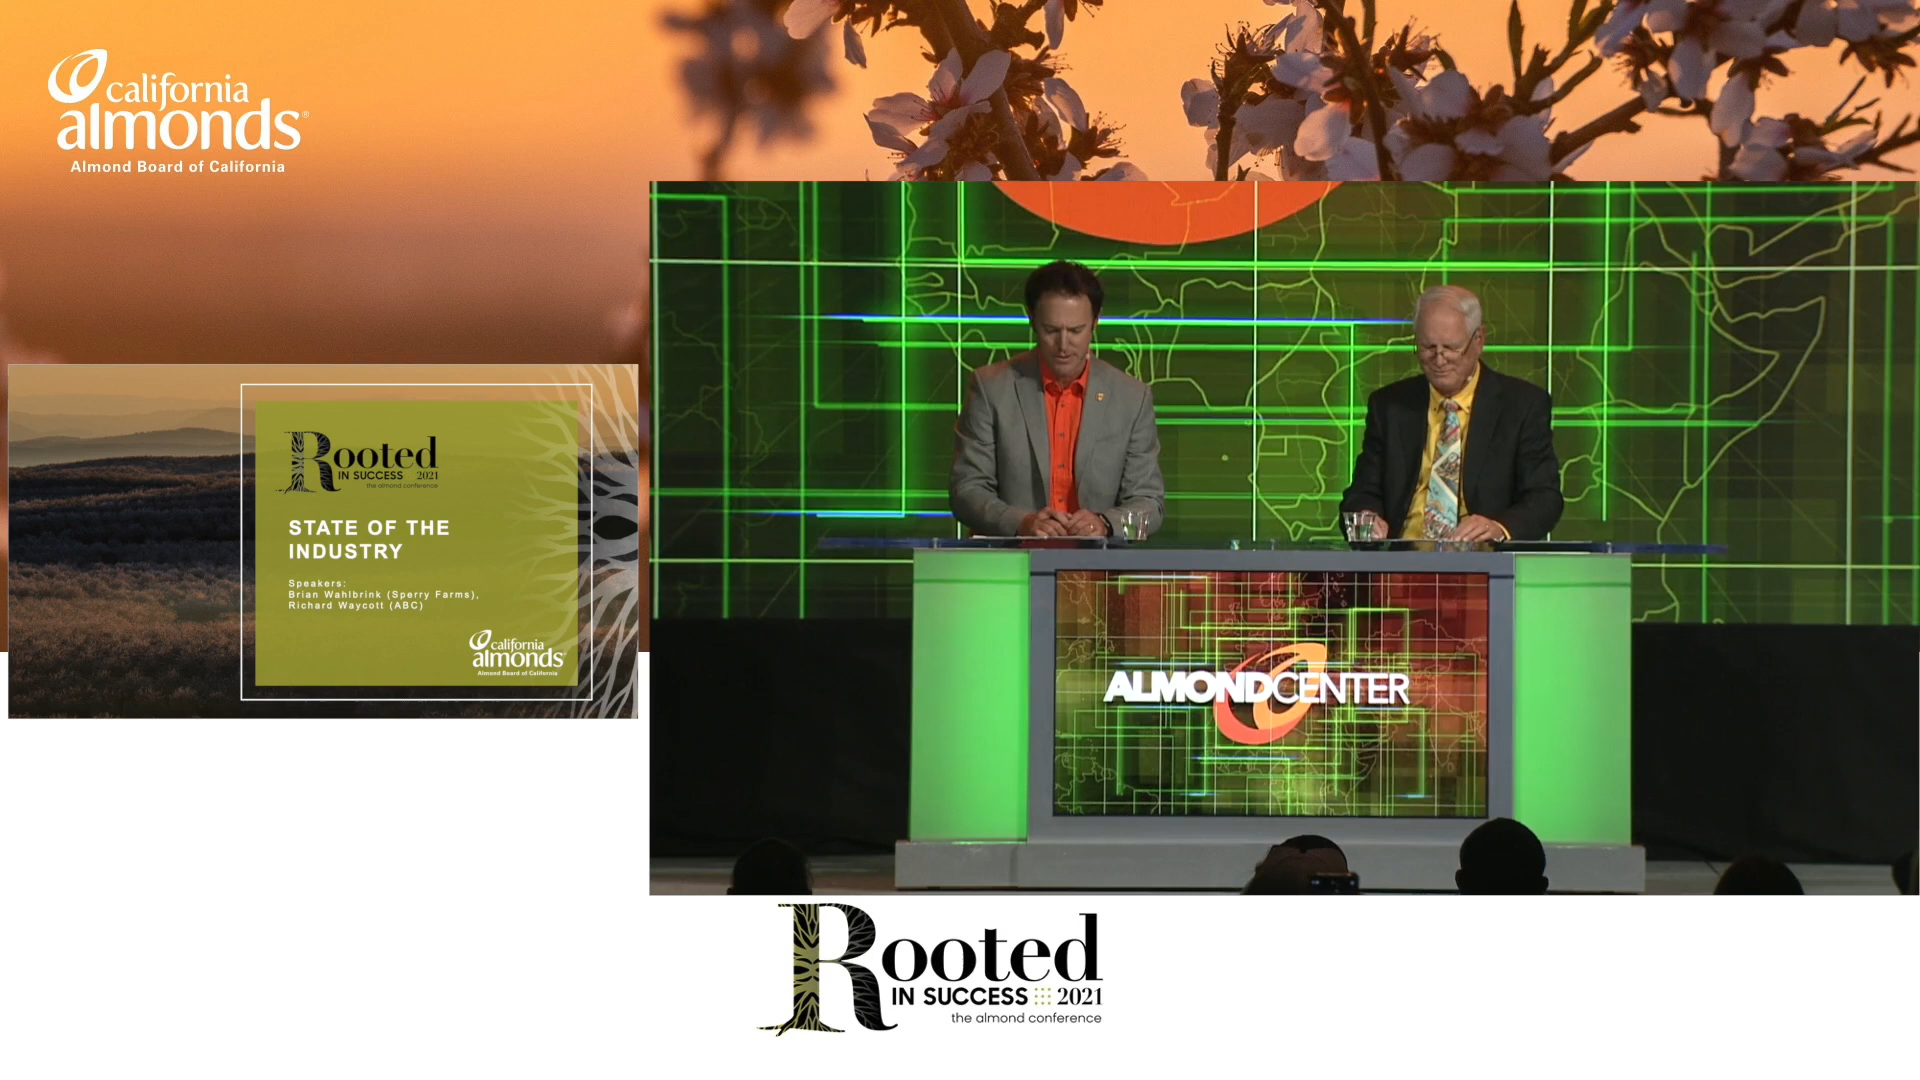 california
almonds®
Almond Board of California
Rooted
IN SUCCESS 2021
the almond conference
STATE OF THE
INDUSTRY
Speakers:
Brian Wahlbrink (Sperry Farms),
Richard Waycott (ABC)
california
almonds
Almond Board of California
ALMONDCENTER
Rooted
IN SUCCESS 2021
the almond conference